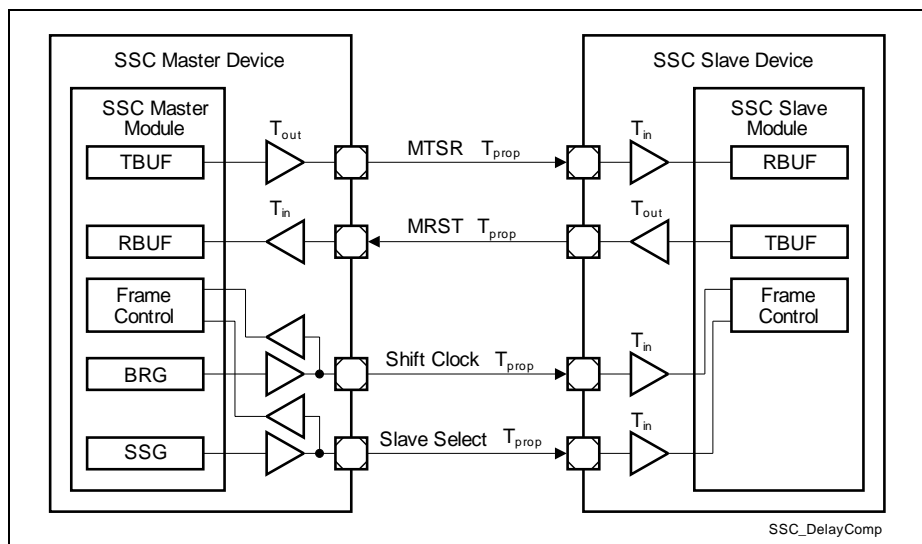 SSC Master Device
SSC Slave Device
SSC Master
Module
SSC Slave
Module
TBUF
Tout
MTSR Tprop
Tin
RBUF
RBUF
Tin
MRST Tprop
Tout
TBUF
Frame
Control
Frame
Control
BRG
Shift Clock Tprop
Tin
SSG
Slave Select Tprop
Tin
SSC_DelayComp